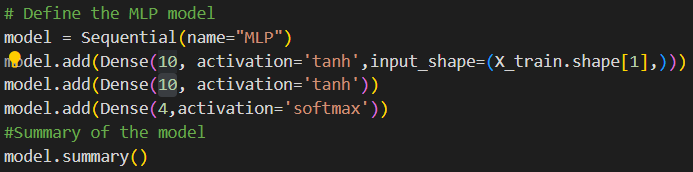 # Define the MLP model
model = Sequential(name="MLP")
model.add(Dense(10, activation='tanh',input_shape=(X_train.shape[1],)))
model.add(Dense(10, activation='tanh'))
model.add(Dense(4,activation='softmax'))
#Summary of the model
model.summary()